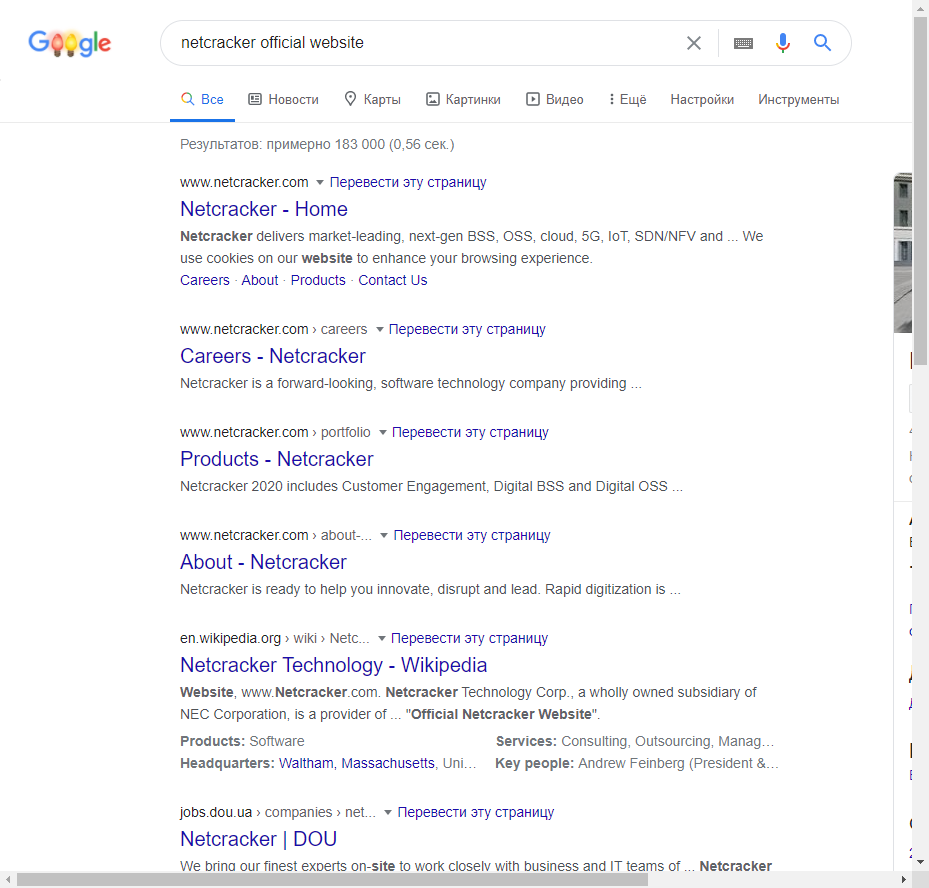 Google
netcracker official website
Все Новости Карты Картинки Видео Ещё Настройки Инструменты
Результатов: примерно 183 000 (0,56 сек.)
www.netcracker.com Перевести эту страницу
Netcracker - Home
Netcracker delivers market-leading, next-gen BSS, OSS, cloud, 5G, IoT, SDN/NFV and ... We
use cookies on our website to enhance your browsing experience.
Careers · About · Products · Contact Us
www.netcracker.com › careers Перевести эту страницу
Careers - Netcracker
Netcracker is a forward-looking, software technology company providing ...
www.netcracker.com › portfolio Перевести эту страницу
Products - Netcracker
Netcracker 2020 includes Customer Engagement, Digital BSS and Digital OSS ...
www.netcracker.com › about-... Перевести эту страницу
About - Netcracker
Netcracker is ready to help you innovate, disrupt and lead. Rapid digitization is ...
en.wikipedia.org › wiki › Netc... Перевести эту страницу
Netcracker Technology - Wikipedia
Website, www.Netcracker.com. Netcracker Technology Corp., a wholly owned subsidiary of
NEC Corporation, is a provider of ... "Official Netcracker Website".
Products: Software Services: Consulting, Outsourcing, Manag...
Headquarters: Waltham, Massachusetts, Uni... Key people: Andrew Feinberg (President &...
jobs.dou.ua › companies › net... Перевести эту страницу
Netcracker | DOU
We bring our finest experts on-site to work closely with business and IT teams of ... Netcracker